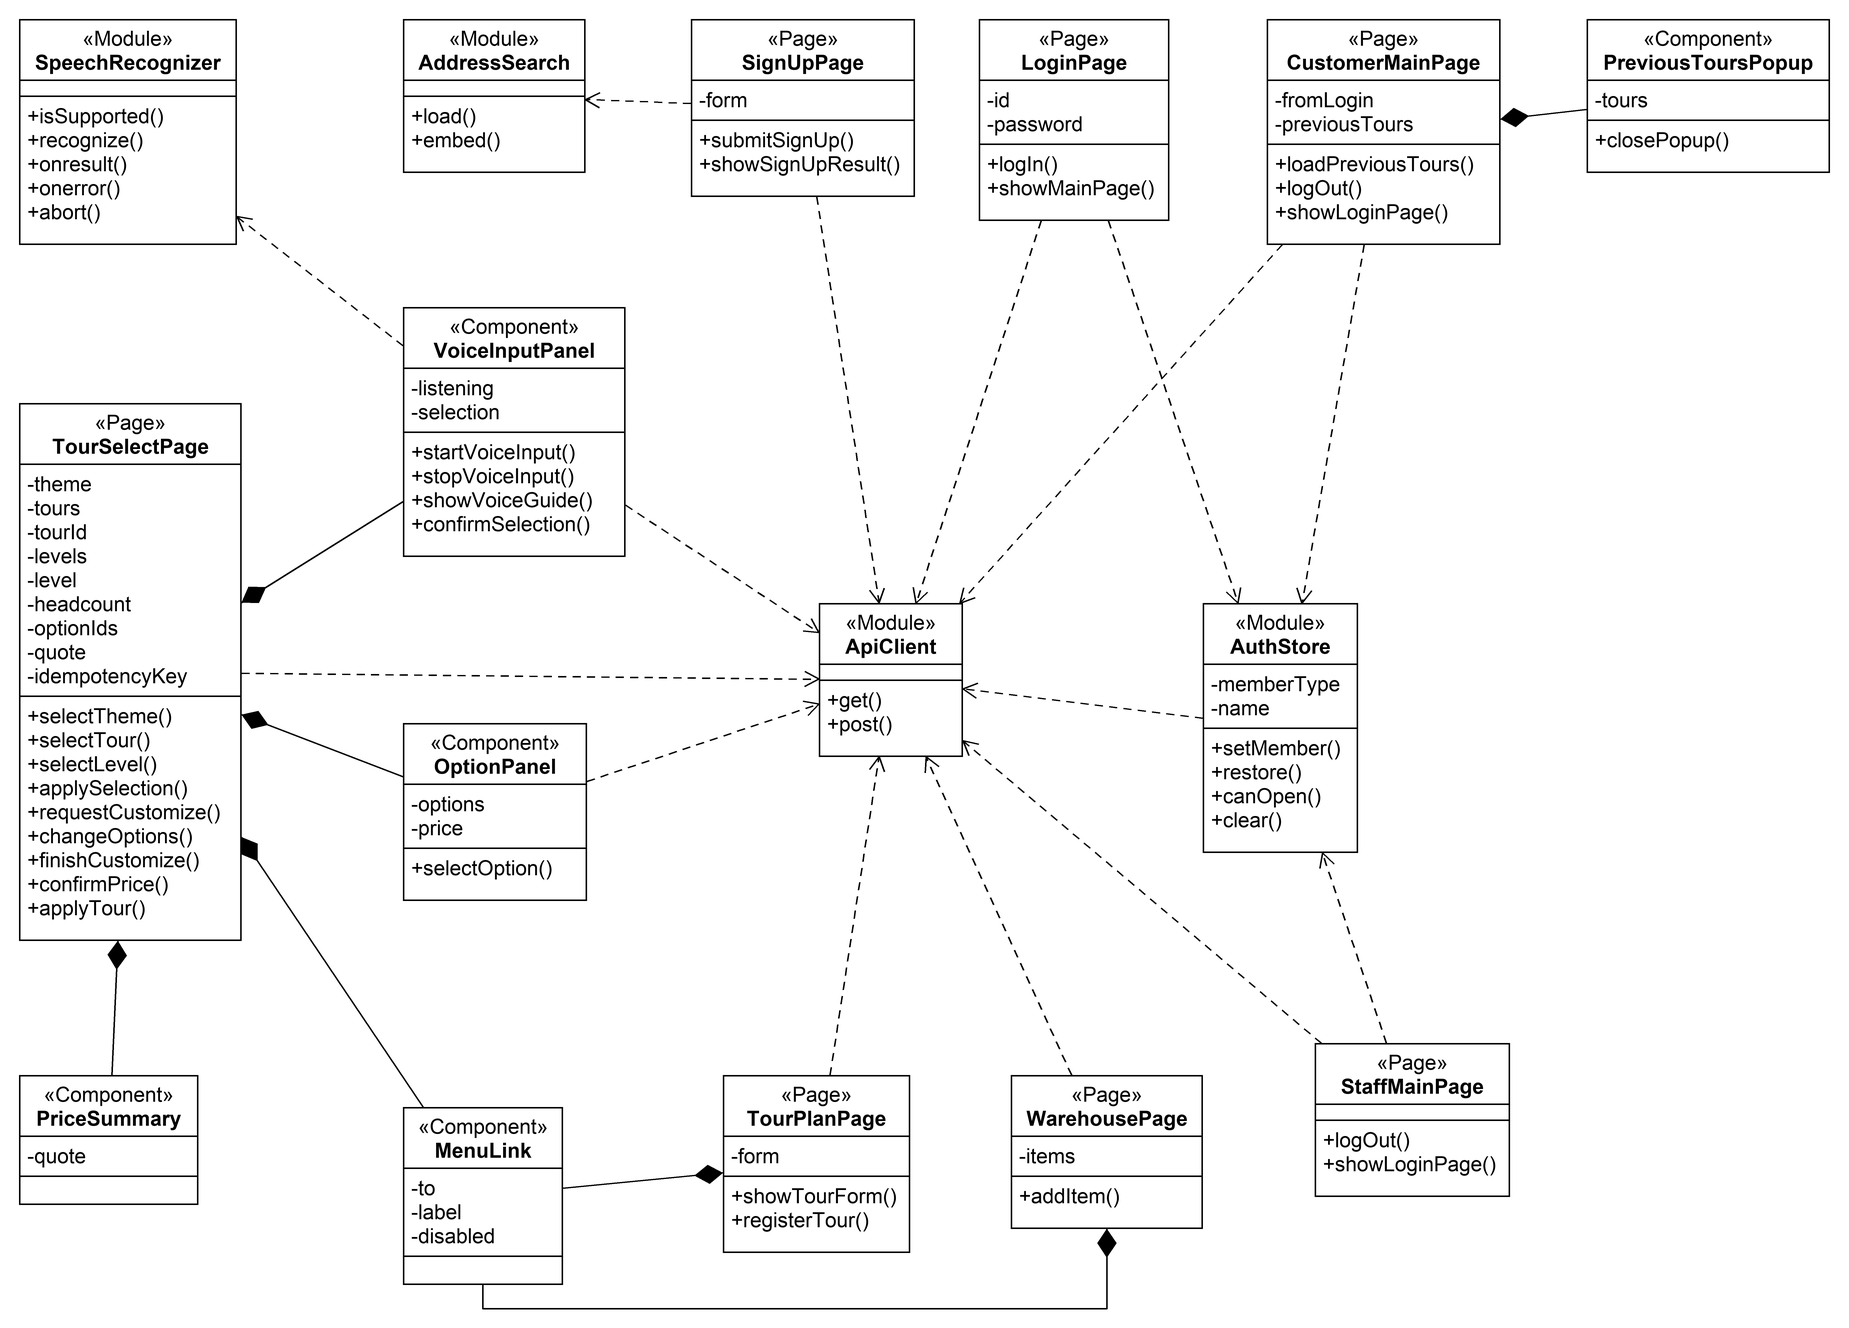 «Module»
SpeechRecognizer
+isSupported()
+recognize()
+onresult()
+onerror()
+abort()
«Module»
AddressSearch
+load()
+embed()
«Page»
SignUpPage
-form
+submitSignUp()
+showSignUpResult()
«Page»
LoginPage
-id
-password
+logIn()
+showMainPage()
«Page»
CustomerMainPage
-fromLogin
-previousTours
+loadPreviousTours()
+logOut()
+showLoginPage()
«Component»
PreviousToursPopup
-tours
+closePopup()
«Component»
VoiceInputPanel
-listening
-selection
+startVoiceInput()
+stopVoiceInput()
+showVoiceGuide()
+confirmSelection()
«Page»
TourSelectPage
-theme
-tours
-tourId
-levels
-level
-headcount
-optionIds
-quote
-idempotencyKey
+selectTheme()
+selectTour()
+selectLevel()
+applySelection()
+requestCustomize()
+changeOptions()
+finishCustomize()
+confirmPrice()
+applyTour()
«Module»
ApiClient
+get()
+post()
«Module»
AuthStore
-memberType
-name
+setMember()
+restore()
+canOpen()
+clear()
«Component»
OptionPanel
-options
-price
+selectOption()
«Component»
PriceSummary
-quote
«Component»
MenuLink
-to
-label
-disabled
«Page»
TourPlanPage
-form
+showTourForm()
+registerTour()
«Page»
WarehousePage
-items
+addItem()
«Page»
StaffMainPage
+logOut()
+showLoginPage()